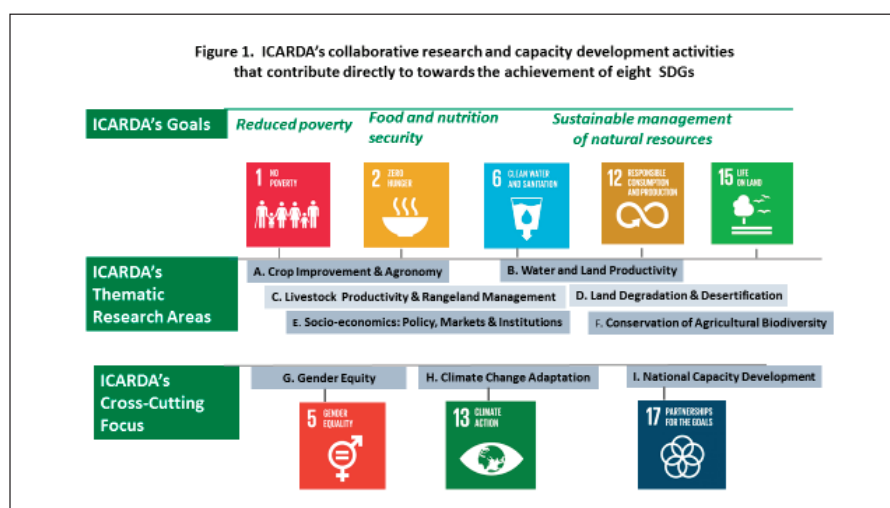 Figure 1. ICARDA's collaborative research and capacity development activities
that contribute directly to towards the achievement of eight SDGs
ICARDA's Goals
Reduced poverty
Food and nutrition
security
Sustainable management
of natural resources
1 NO
POVERTY
2 ZERO
HUNGER
6 CLEAN WATER
AND SANITATION
12 RESPONSIBLE
CONSUMPTION
AND PRODUCTION
15 LIFE
ON LAND
ICARDA's
Thematic
Research Areas
A. Crop Improvement & Agronomy
B. Water and Land Productivity
C. Livestock Productivity & Rangeland Management
D. Land Degradation & Desertification
E. Socio-economics: Policy, Markets & Institutions
F. Conservation of Agricultural Biodiversity
ICARDA's
Cross-Cutting
Focus
G. Gender Equity
H. Climate Change Adaptation
I. National Capacity Development
5 GENDER
EQUALITY
13 CLIMATE
ACTION
17 PARTNERSHIPS
FOR THE GOALS